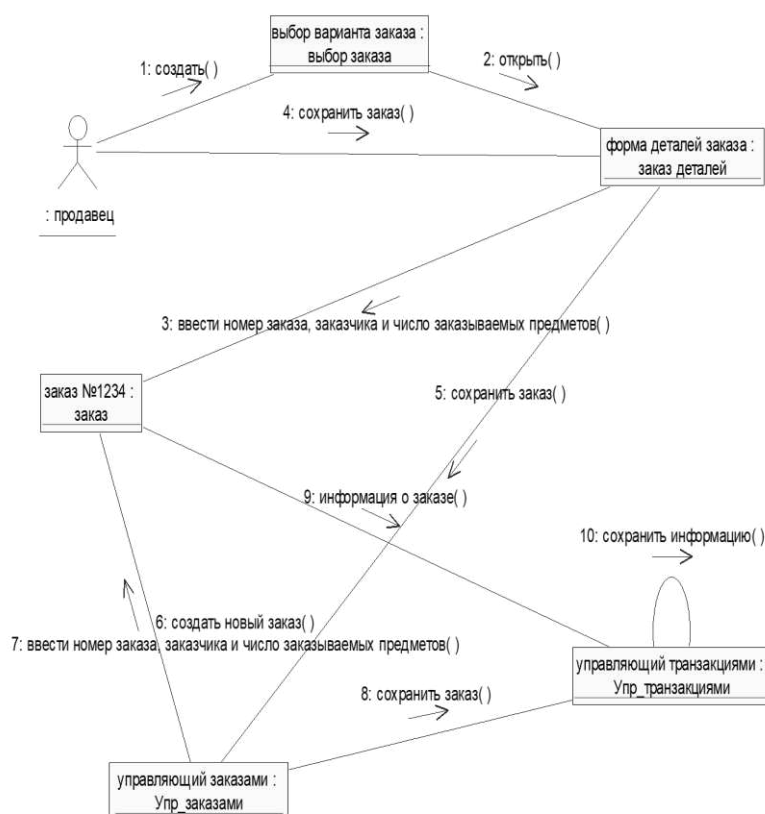 выбор варианта заказа :
выбор заказа
1: создать( )
2: открыть( )
4: сохранить заказ( )
форма деталей заказа :
заказ деталей
: продавец
3: ввести номер заказа, заказчика и число заказываемых предметов( )
заказ №1234 :
заказ
5: сохранить заказ( )
9: информация о заказе( )
10: сохранить информацию( )
6: создать новый заказ( )
7: ввести номер заказа, заказчика и число заказываемых предметов( )
управляющий транзакциями :
Упр_транзакциями
8: сохранить заказ( )
управляющий заказами :
Упр_заказами